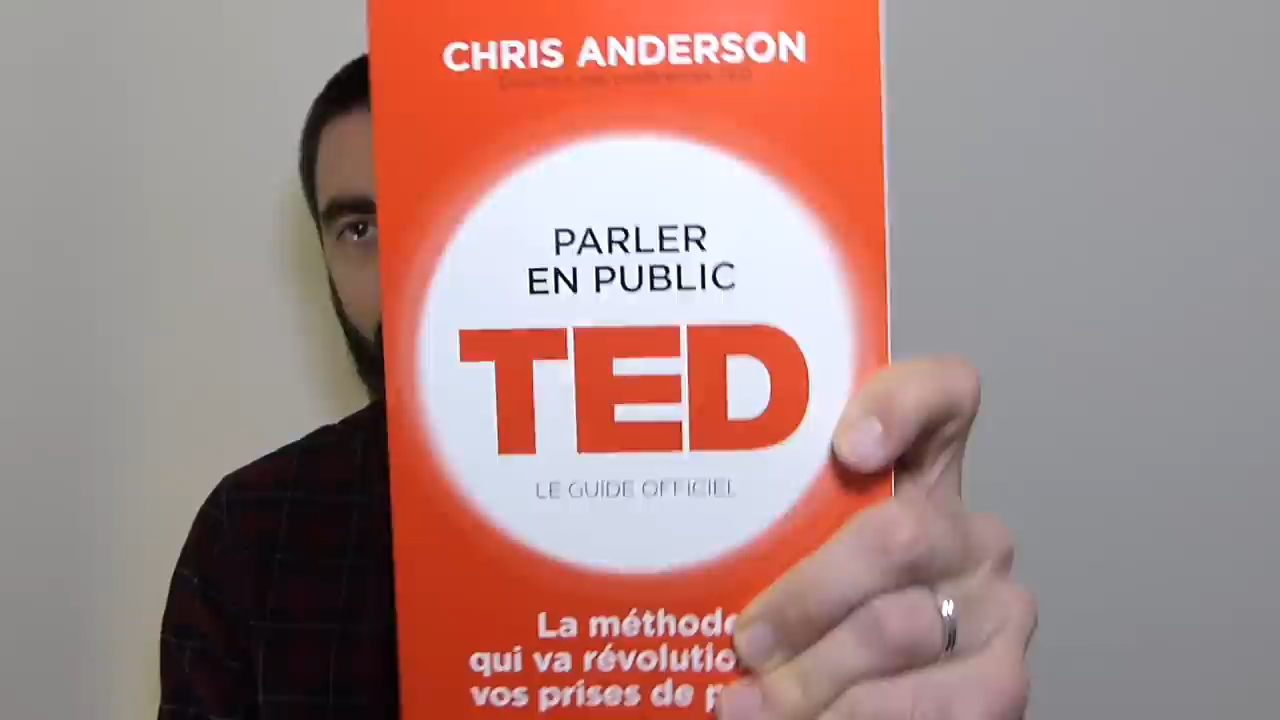 CHRIS ANDERSON
PARLER
EN PUBLIC
TED
LE GUIDE OFFICIEL
La méthode
qui va révolutio
vos prises de p